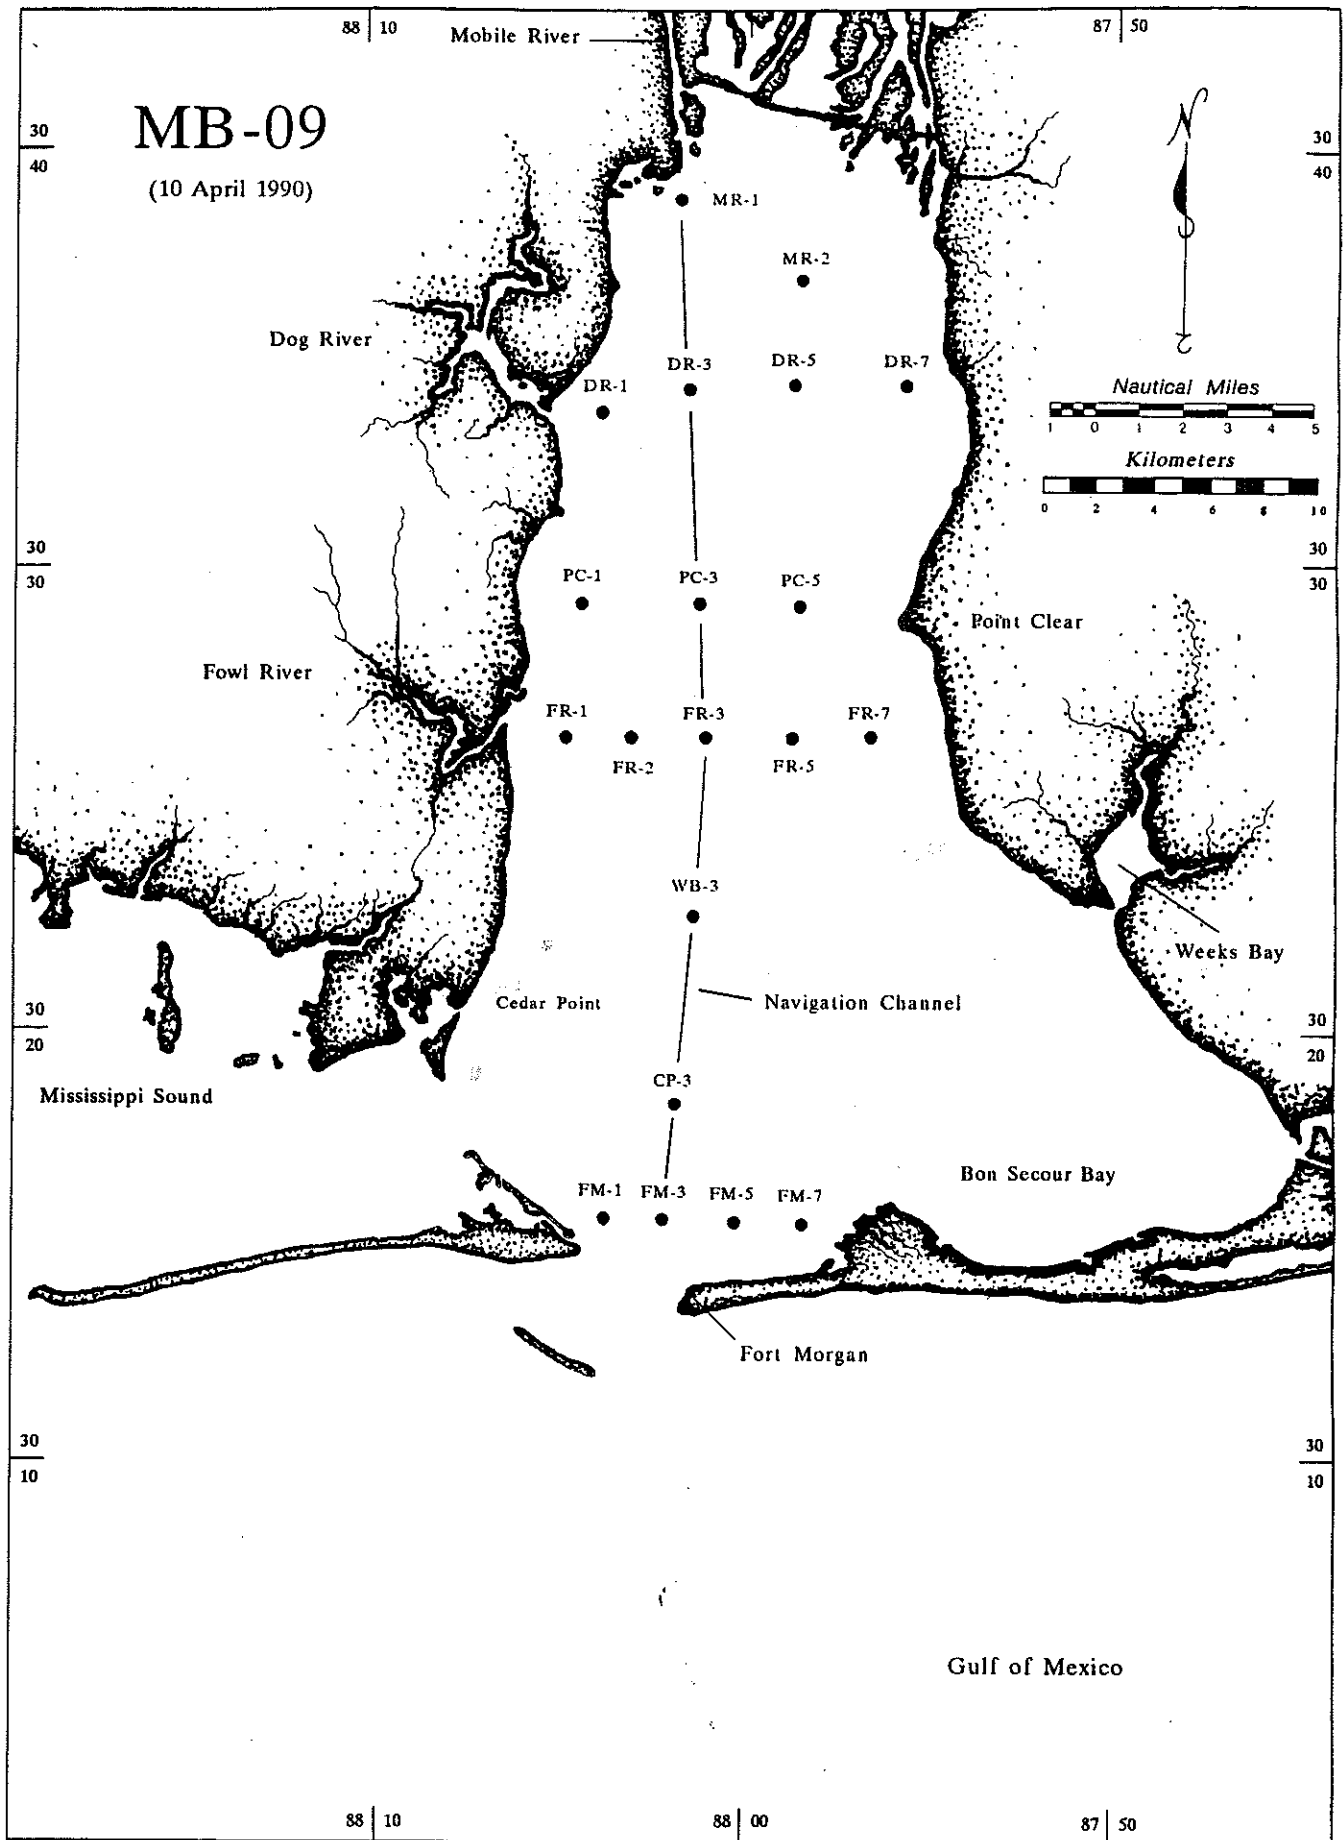 88 10
Mobile River
87 50
MB-09
(10 April 1990)
30
40
30
40
MR-1
MR-2
Dog River
DR-1
DR-3
DR-5
DR-7
Nautical Miles
1 0 1 2 3 4 5
Kilometers
0 2 4 6 8 10
30
30
30
30
PC-1
PC-3
PC-5
Point Clear
Fowl River
FR-1
FR-3
FR-7
FR-2
FR-5
WB-3
Weeks Bay
Cedar Point
Navigation Channel
30
20
30
20
CP-3
Mississippi Sound
Bon Secour Bay
FM-1
FM-3
FM-5
FM-7
Fort Morgan
30
10
30
10
Gulf of Mexico
88 10
88 00
87 50